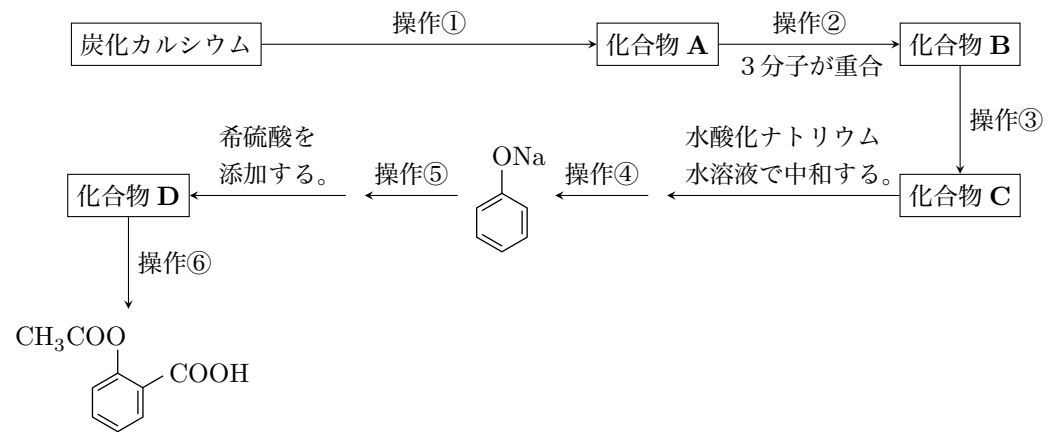 炭化カルシウム
操作①
化合物 A
操作②
3分子が重合
化合物 B
操作③
化合物 C
水酸化ナトリウム
水溶液で中和する。
操作④
ONa
操作⑤
希硫酸を
添加する。
化合物 D
操作⑥
CH₃COO
COOH